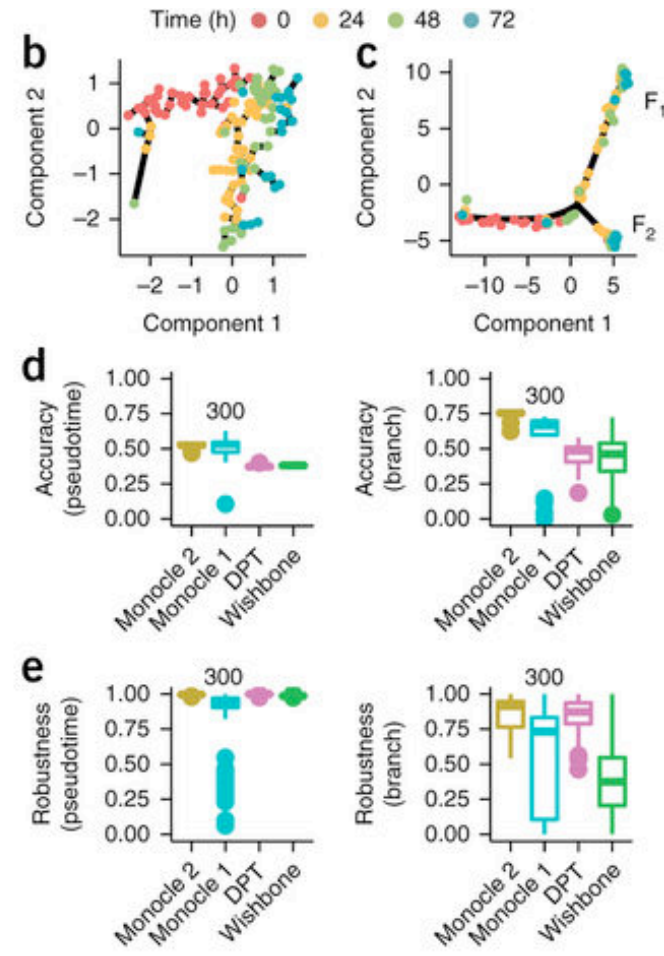 Time (h) 0 24 48 72
b
Component 2
1
0
−1
−2
−2 −1 0 1
Component 1
c
Component 2
10
5
0
−5
F1
F2
−10 −5 0 5
Component 1
d
Accuracy
(pseudotime)
1.00
0.75
0.50
0.25
0.00
300
Monocle 2
Monocle 1
DPT
Wishbone
Accuracy
(branch)
1.00
0.75
0.50
0.25
0.00
300
Monocle 2
Monocle 1
DPT
Wishbone
e
Robustness
(pseudotime)
1.00
0.75
0.50
0.25
0.00
300
Monocle 2
Monocle 1
DPT
Wishbone
Robustness
(branch)
1.00
0.75
0.50
0.25
0.00
300
Monocle 2
Monocle 1
DPT
Wishbone